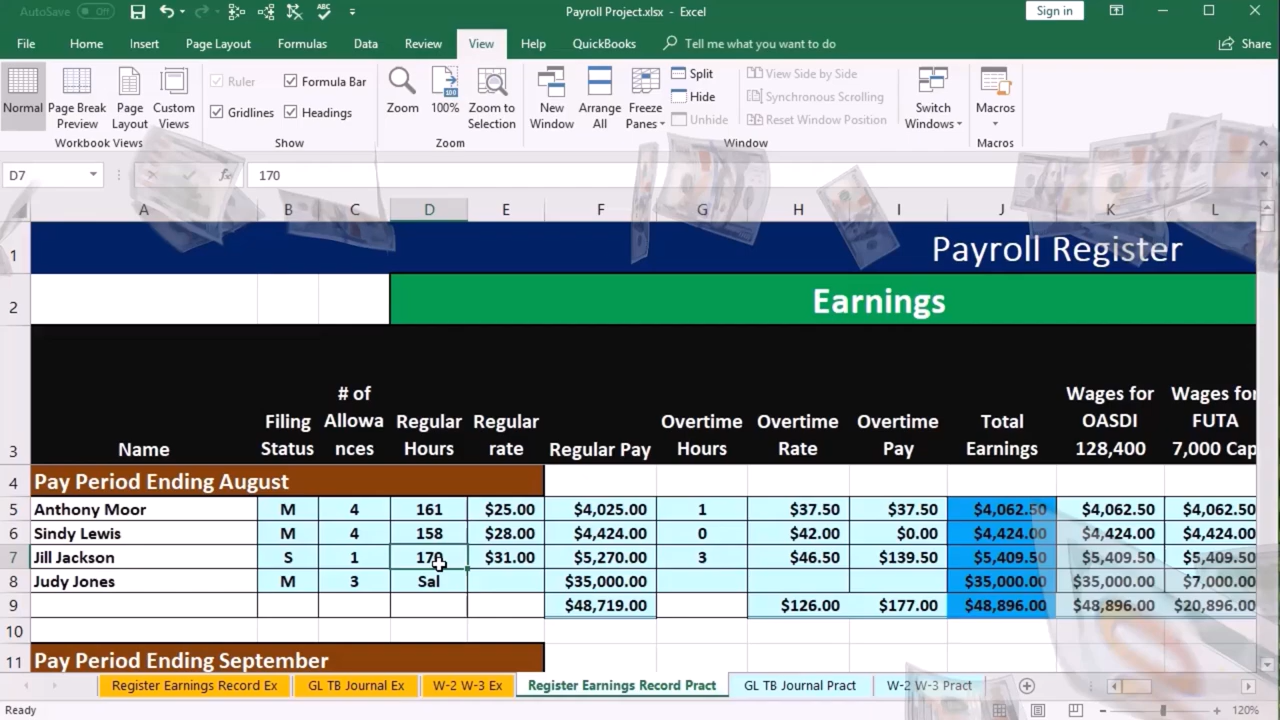 AutoSave Off Payroll Project.xlsx - Excel Sign in
File Home Insert Page Layout Formulas Data Review View Help QuickBooks Tell me what you want to do Share
Normal Page Break Preview Page Layout Custom Views
Ruler Formula Bar
Gridlines Headings
Zoom 100% Zoom to Selection
New Window Arrange All Freeze Panes
Split
Hide
Unhide
View Side by Side
Synchronous Scrolling
Reset Window Position
Switch Windows Macros
Workbook Views Show Zoom Window Macros
D7 fx 170
A B C D E F G H I J K L
1 Payroll Register
2 Earnings
3 Name Filing Status # of Allowa nces Regular Hours Regular rate Regular Pay Overtime Hours Overtime Rate Overtime Pay Total Earnings Wages for OASDI 128,400 Wages for FUTA 7,000 Cap
4 Pay Period Ending August
5 Anthony Moor M 4 161 $25.00 $4,025.00 1 $37.50 $37.50 $4,062.50 $4,062.50 $4,062.50
6 Sindy Lewis M 4 158 $28.00 $4,424.00 0 $42.00 $0.00 $4,424.00 $4,424.00 $4,424.00
7 Jill Jackson S 1 170 $31.00 $5,270.00 3 $46.50 $139.50 $5,409.50 $5,409.50 $5,409.50
8 Judy Jones M 3 Sal $35,000.00 $35,000.00 $35,000.00 $7,000.00
9 $48,719.00 $126.00 $177.00 $48,896.00 $48,896.00 $20,896.00
10
11 Pay Period Ending September
Register Earnings Record Ex GL TB Journal Ex W-2 W-3 Ex Register Earnings Record Pract GL TB Journal Pract W-2 W-3 Pract
Ready 120%